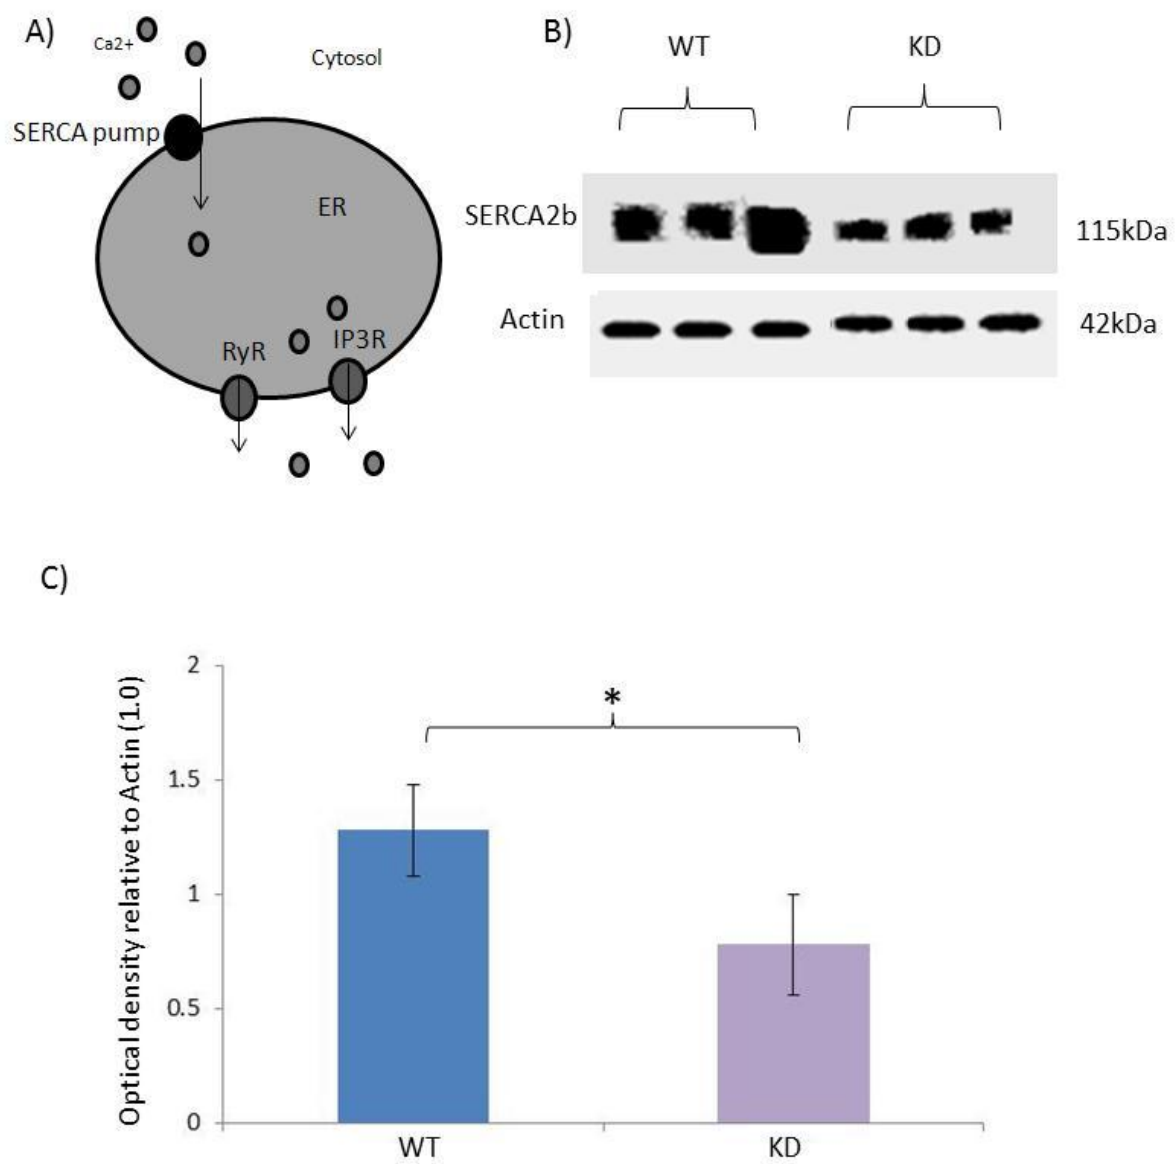 A)
Ca2+
Cytosol
SERCA pump
ER
RyR
IP3R
B)
WT
KD
SERCA2b
115kDa
Actin
42kDa
C)
Optical density relative to Actin (1.0)
2
1.5
1
0.5
0
*
WT
KD